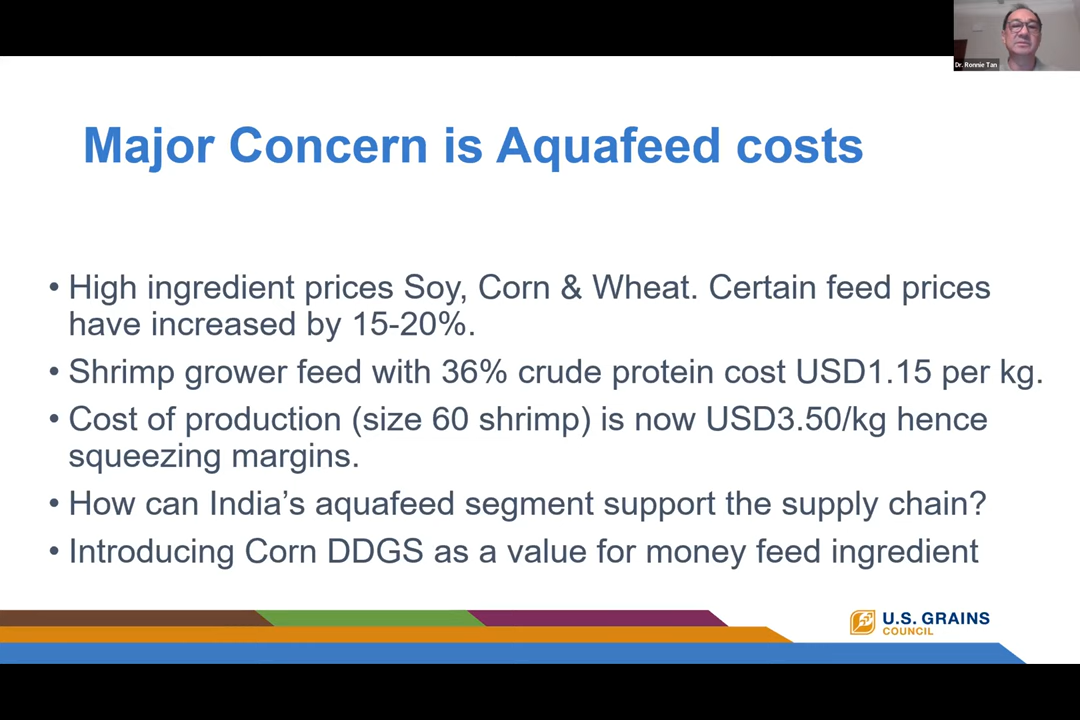 Dr. Ronnie Tan
Major Concern is Aquafeed costs
• High ingredient prices Soy, Corn & Wheat. Certain feed prices
have increased by 15-20%.
• Shrimp grower feed with 36% crude protein cost USD1.15 per kg.
• Cost of production (size 60 shrimp) is now USD3.50/kg hence
squeezing margins.
• How can India’s aquafeed segment support the supply chain?
• Introducing Corn DDGS as a value for money feed ingredient
U.S. GRAINS
COUNCIL